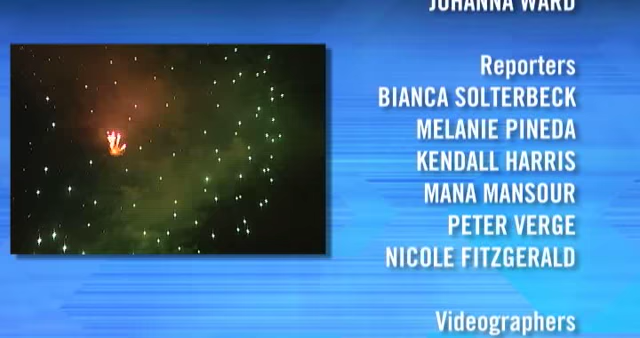 JOHANNA WARD
Reporters
BIANCA SOLTERBECK
MELANIE PINEDA
KENDALL HARRIS
MANA MANSOUR
PETER VERGE
NICOLE FITZGERALD
Videographers